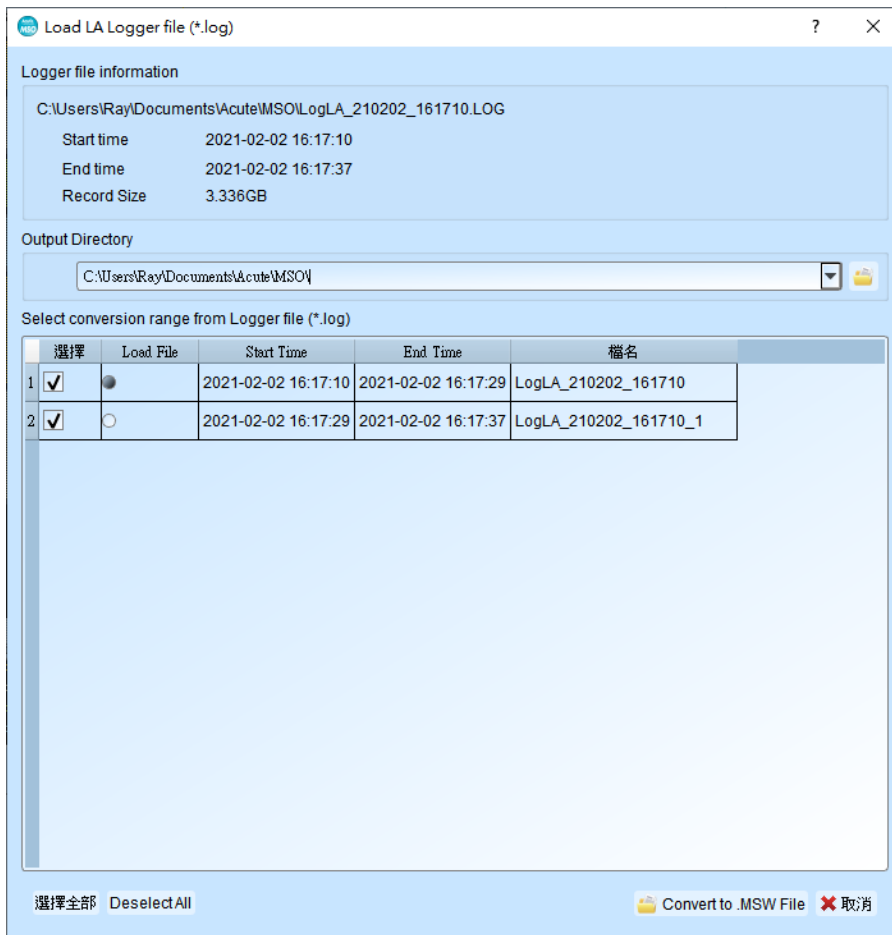 Load LA Logger file (*.log)
Logger file information
C:\Users\Ray\Documents\Acute\MSO\LogLA_210202_161710.LOG
Start time 2021-02-02 16:17:10
End time 2021-02-02 16:17:37
Record Size 3.336GB
Output Directory
C:\Users\Ray\Documents\Acute\MSO\
Select conversion range from Logger file (*.log)
選擇 Load File Start Time End Time 檔名
1 2021-02-02 16:17:10 2021-02-02 16:17:29 LogLA_210202_161710
2 2021-02-02 16:17:29 2021-02-02 16:17:37 LogLA_210202_161710_1
選擇全部 Deselect All Convert to .MSW File 取消